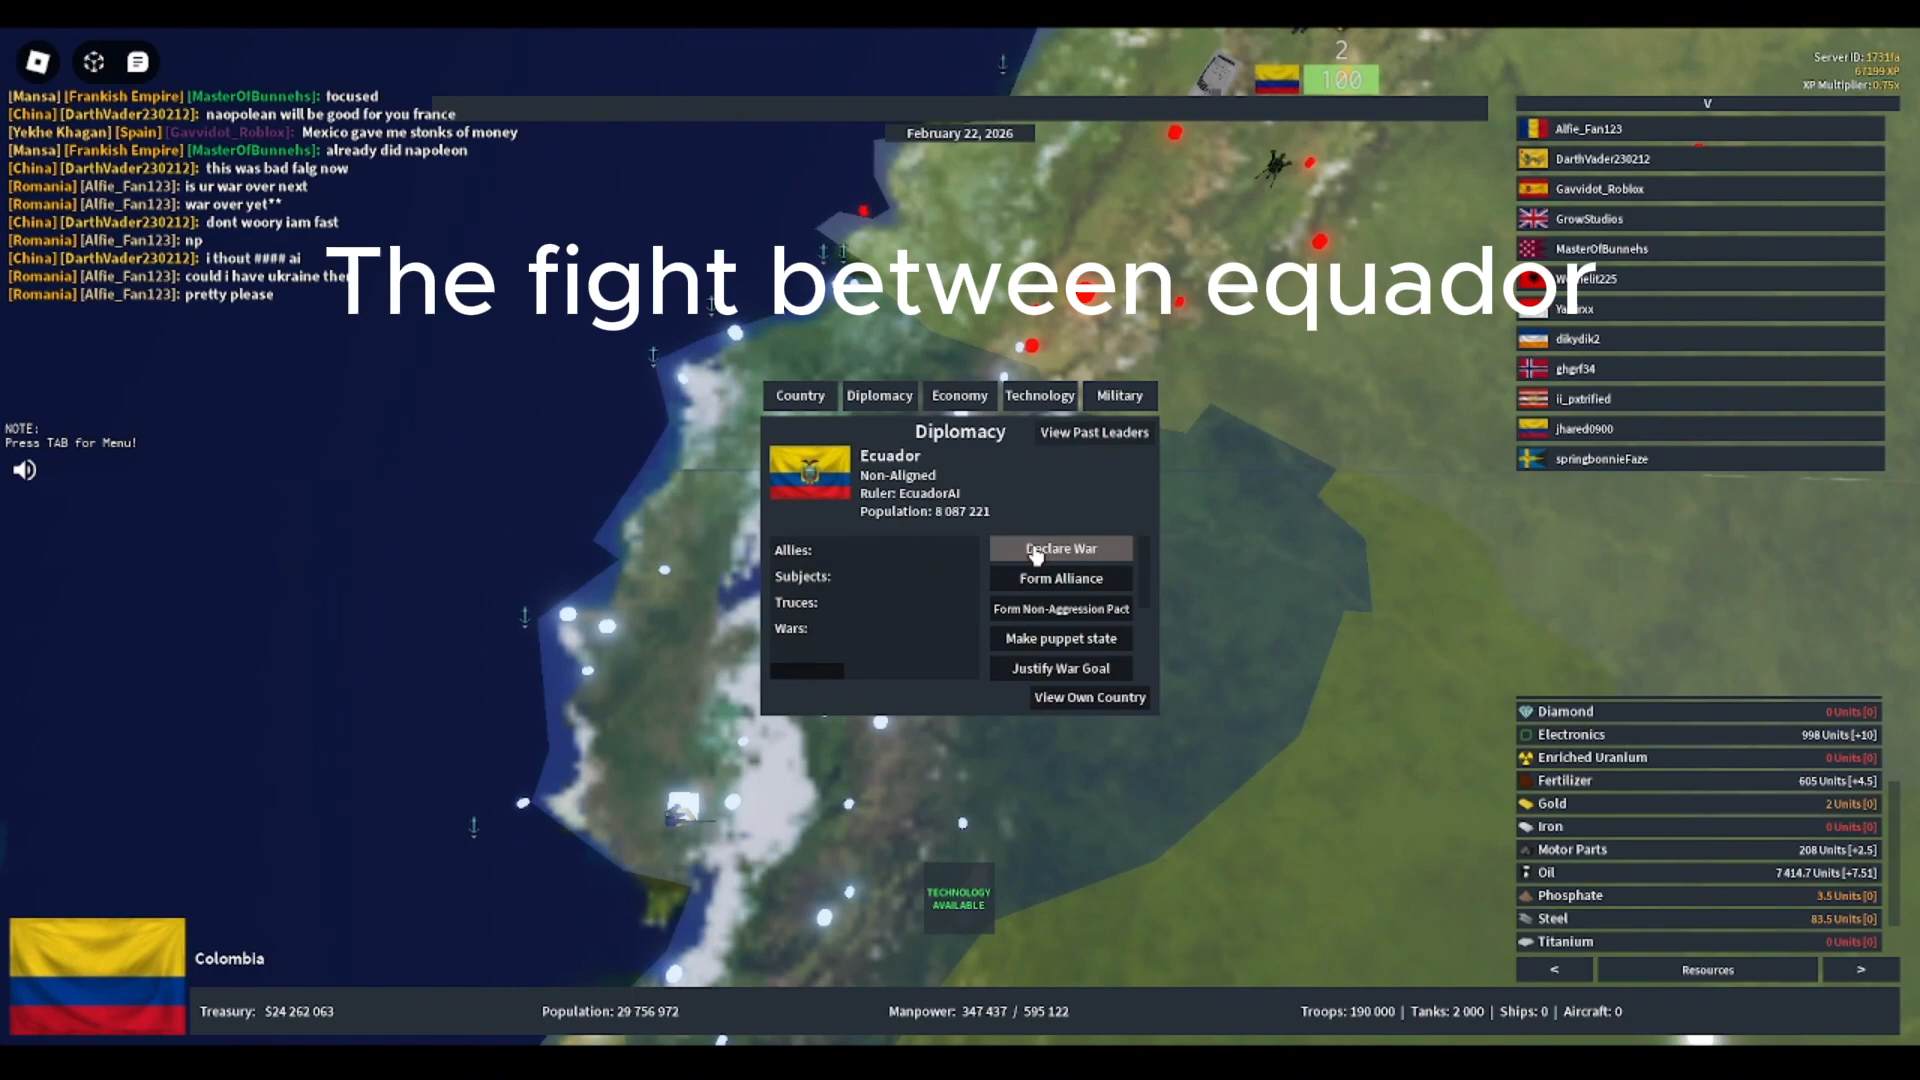 2
100
ServerID: 1731fa
67199 XP
XP Multiplier: 0.75x
[Mansa] [Frankish Empire] [MasterOfBunnehs]: focused
[China] [DarthVader230212]: naopolean will be good for you france
[Yekhe Khagan] [Spain] [Gavvidot_Roblox]: Mexico gave me stonks of money
[Mansa] [Frankish Empire] [MasterOfBunnehs]: already did napoleon
[China] [DarthVader230212]: this was bad falg now
[Romania] [Alfie_Fan123]: is ur war over next
[Romania] [Alfie_Fan123]: war over yet**
[China] [DarthVader230212]: dont woory iam fast
[Romania] [Alfie_Fan123]: np
[China] [DarthVader230212]: i thout #### ai
[Romania] [Alfie_Fan123]: could i have ukraine then
[Romania] [Alfie_Fan123]: pretty please
February 22, 2026
V
Alfie_Fan123
DarthVader230212
Gavvidot_Roblox
GrowStudios
MasterOfBunnehs
dikydik2
ghgrf34
ii_pxtrified
jhared0900
springbonnieFaze
The fight between equador
NOTE:
Press TAB for Menu!
Country
Diplomacy
Economy
Technology
Military
Diplomacy
View Past Leaders
Ecuador
Non-Aligned
Ruler: EcuadorAI
Population: 8 087 221
Allies:
Subjects:
Truces:
Wars:
Declare War
Form Alliance
Form Non-Aggression Pact
Make puppet state
Justify War Goal
View Own Country
TECHNOLOGY
AVAILABLE
Diamond 0 Units [0]
Electronics 998 Units [+10]
Enriched Uranium 0 Units [0]
Fertilizer 605 Units [+4.5]
Gold 2 Units [0]
Iron 0 Units [0]
Motor Parts 208 Units [+2.5]
Oil 7 414.7 Units [+7.51]
Phosphate 3.5 Units [0]
Steel 83.5 Units [0]
Titanium 0 Units [0]
< Resources >
Colombia
Treasury: $24 262 063
Population: 29 756 972
Manpower: 347 437 / 595 122
Troops: 190 000 | Tanks: 2 000 | Ships: 0 | Aircraft: 0